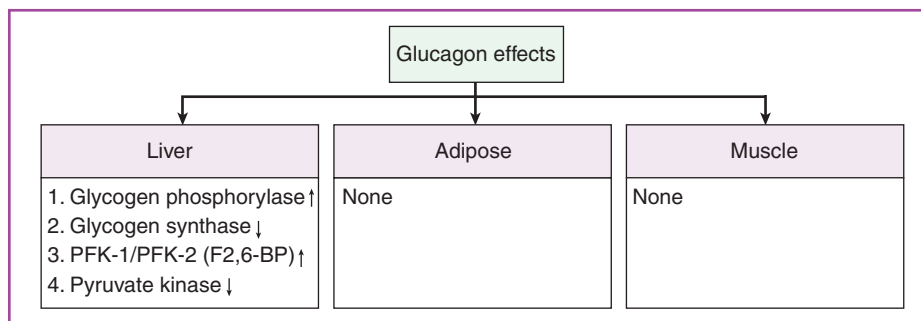 Glucagon effects
Liver
Adipose
Muscle
1. Glycogen phosphorylase↑
2. Glycogen synthase↓
3. PFK-1/PFK-2 (F2,6-BP)↑
4. Pyruvate kinase↓
None
None